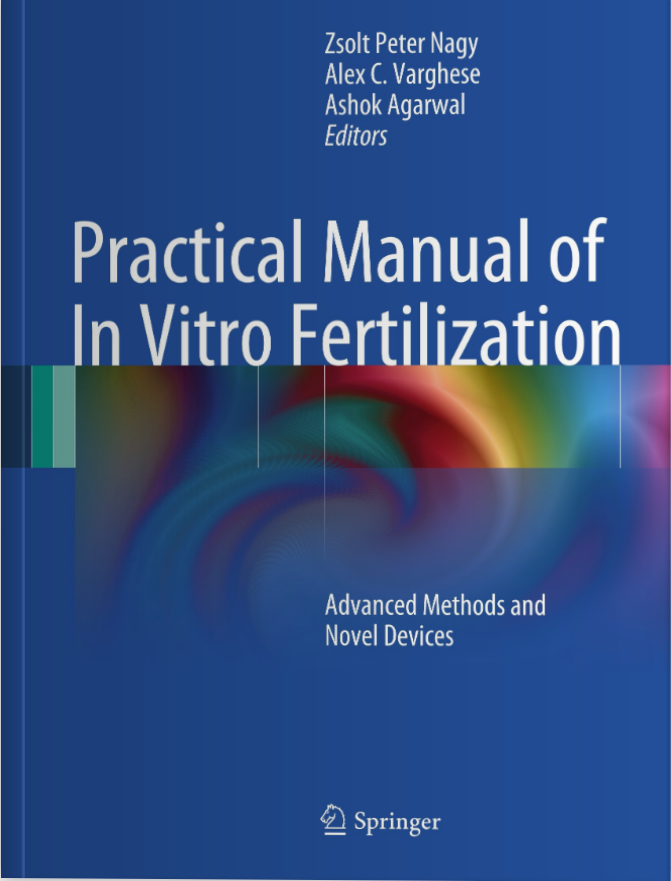 Zsolt Peter Nagy
Alex C. Varghese
Ashok Agarwal
Editors
Practical Manual of
In Vitro Fertilization
Advanced Methods and
Novel Devices
Springer